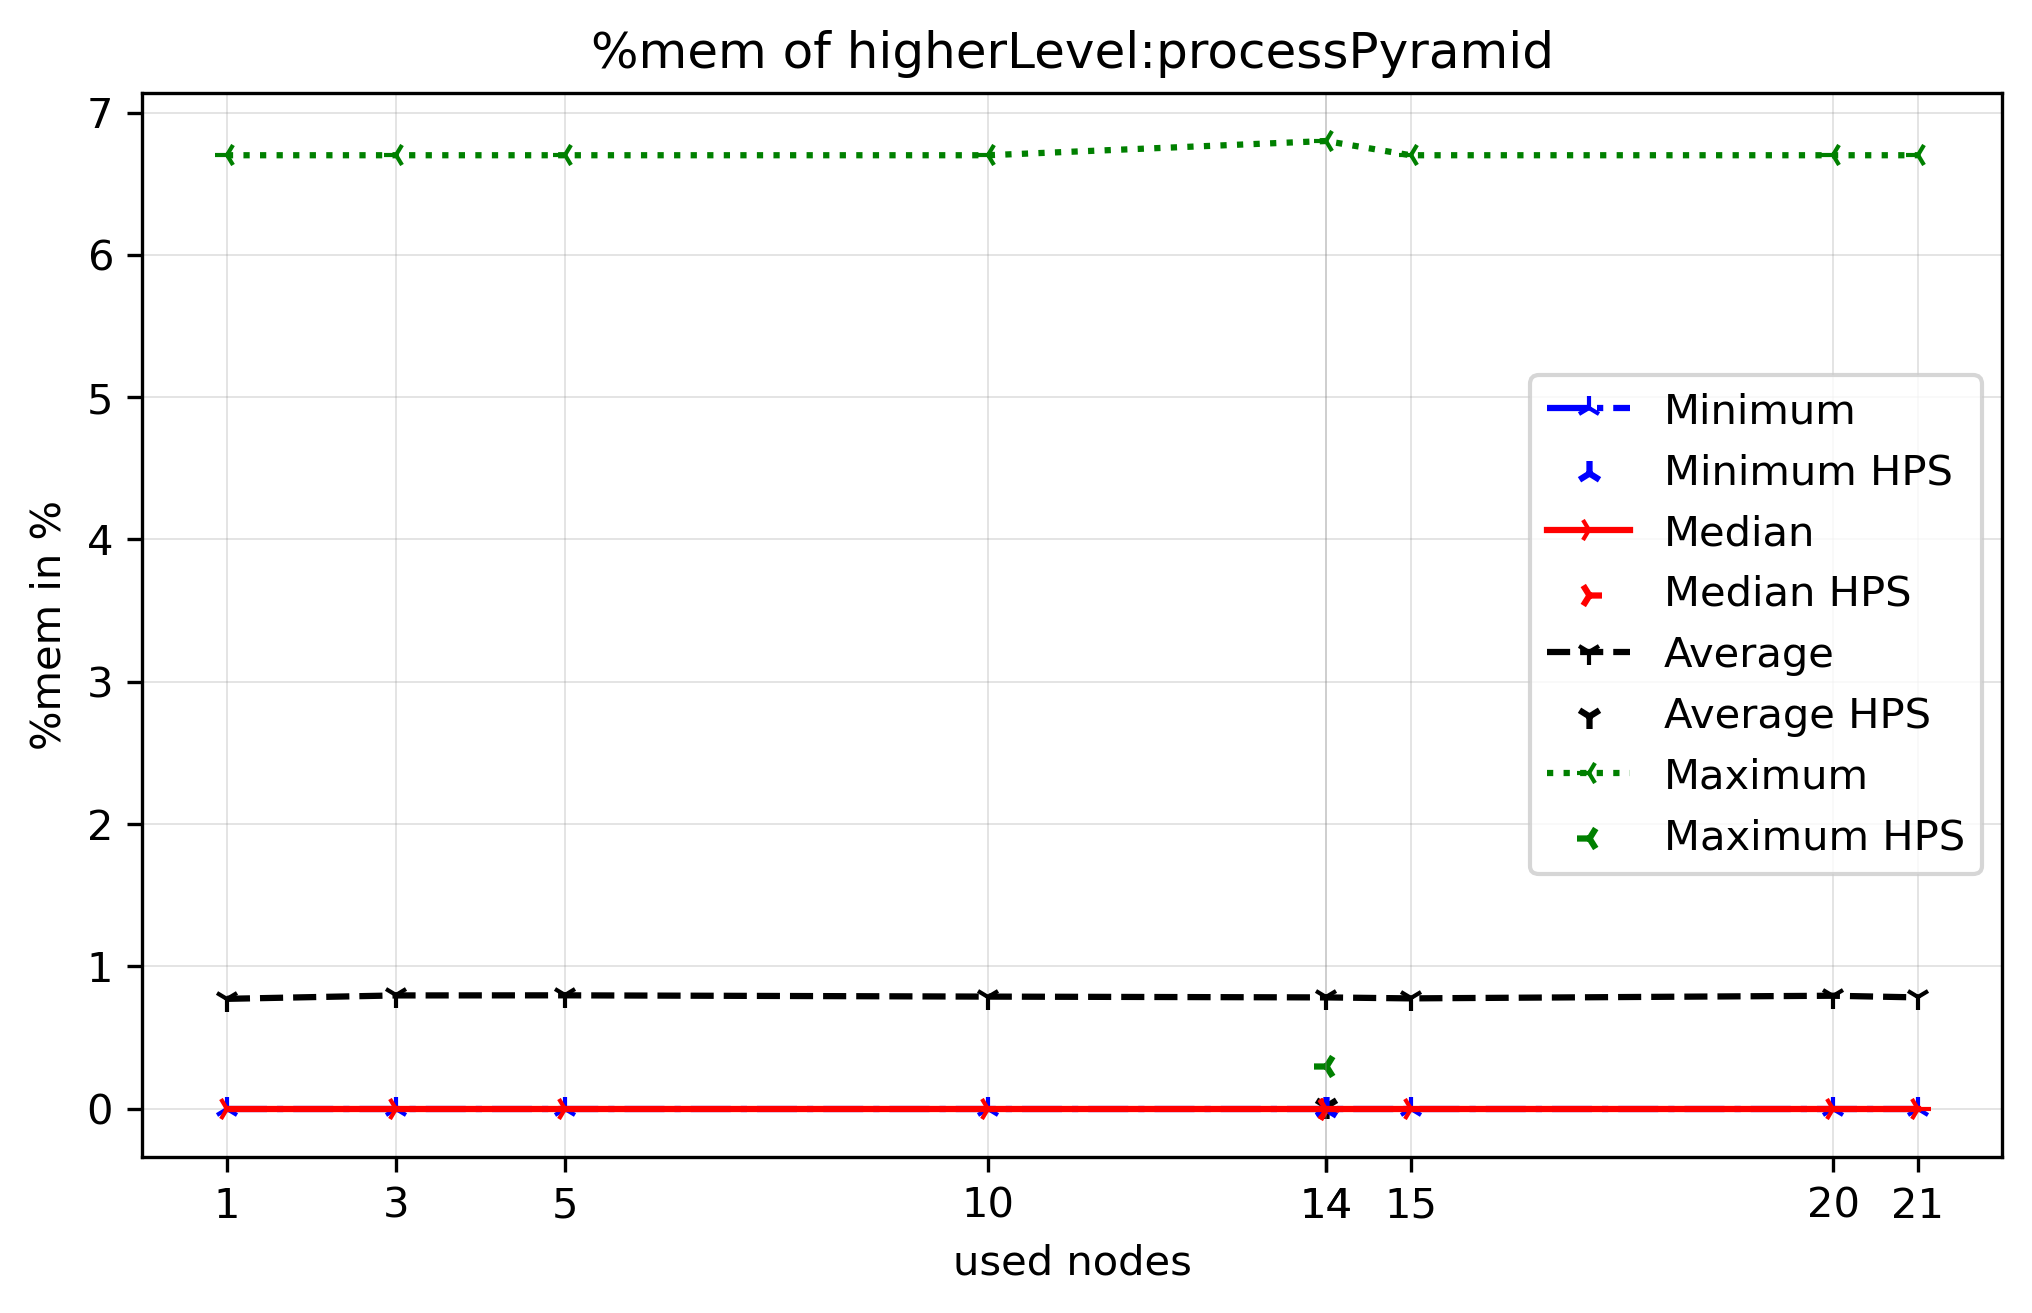 %mem of higherLevel:processPyramid
7
6
5
4
3
2
1
0
%mem in %
Minimum
Minimum HPS
Median
Median HPS
Average
Average HPS
Maximum
Maximum HPS
1 3 5 10 14 15 20 21
used nodes